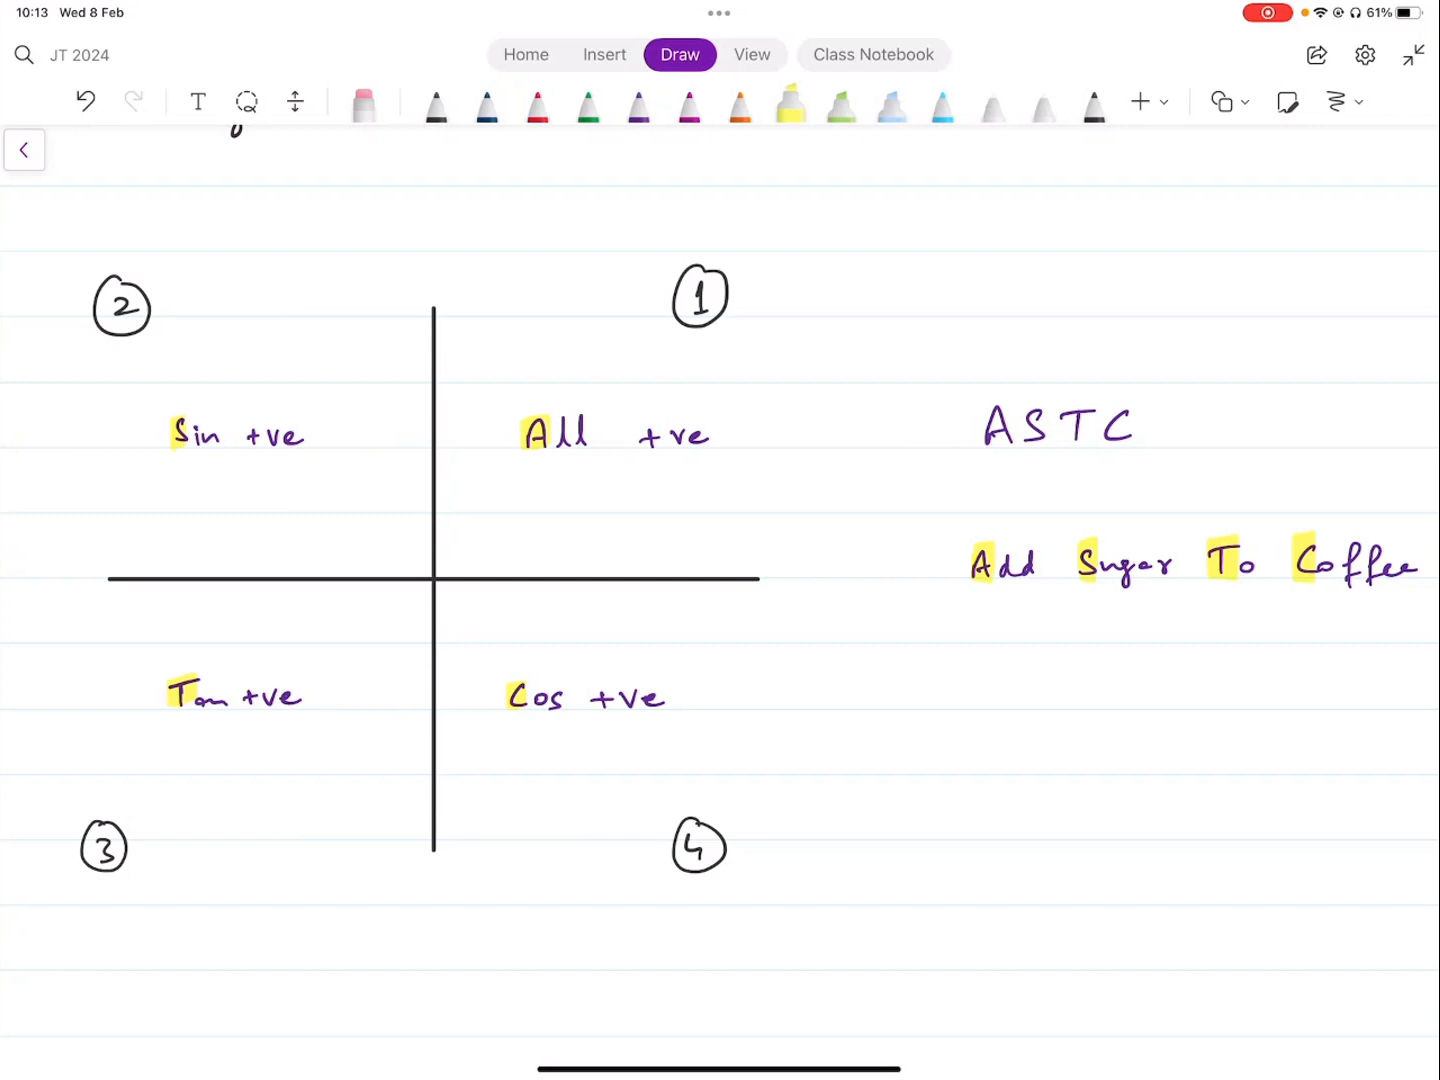 10:13 Wed 8 Feb
61%
JT 2024
Home Insert Draw View Class Notebook
T
2
1
Sin +ve
All +ve
ASTC
Add Sugar To Coffee
Tan +ve
Cos +ve
3
4